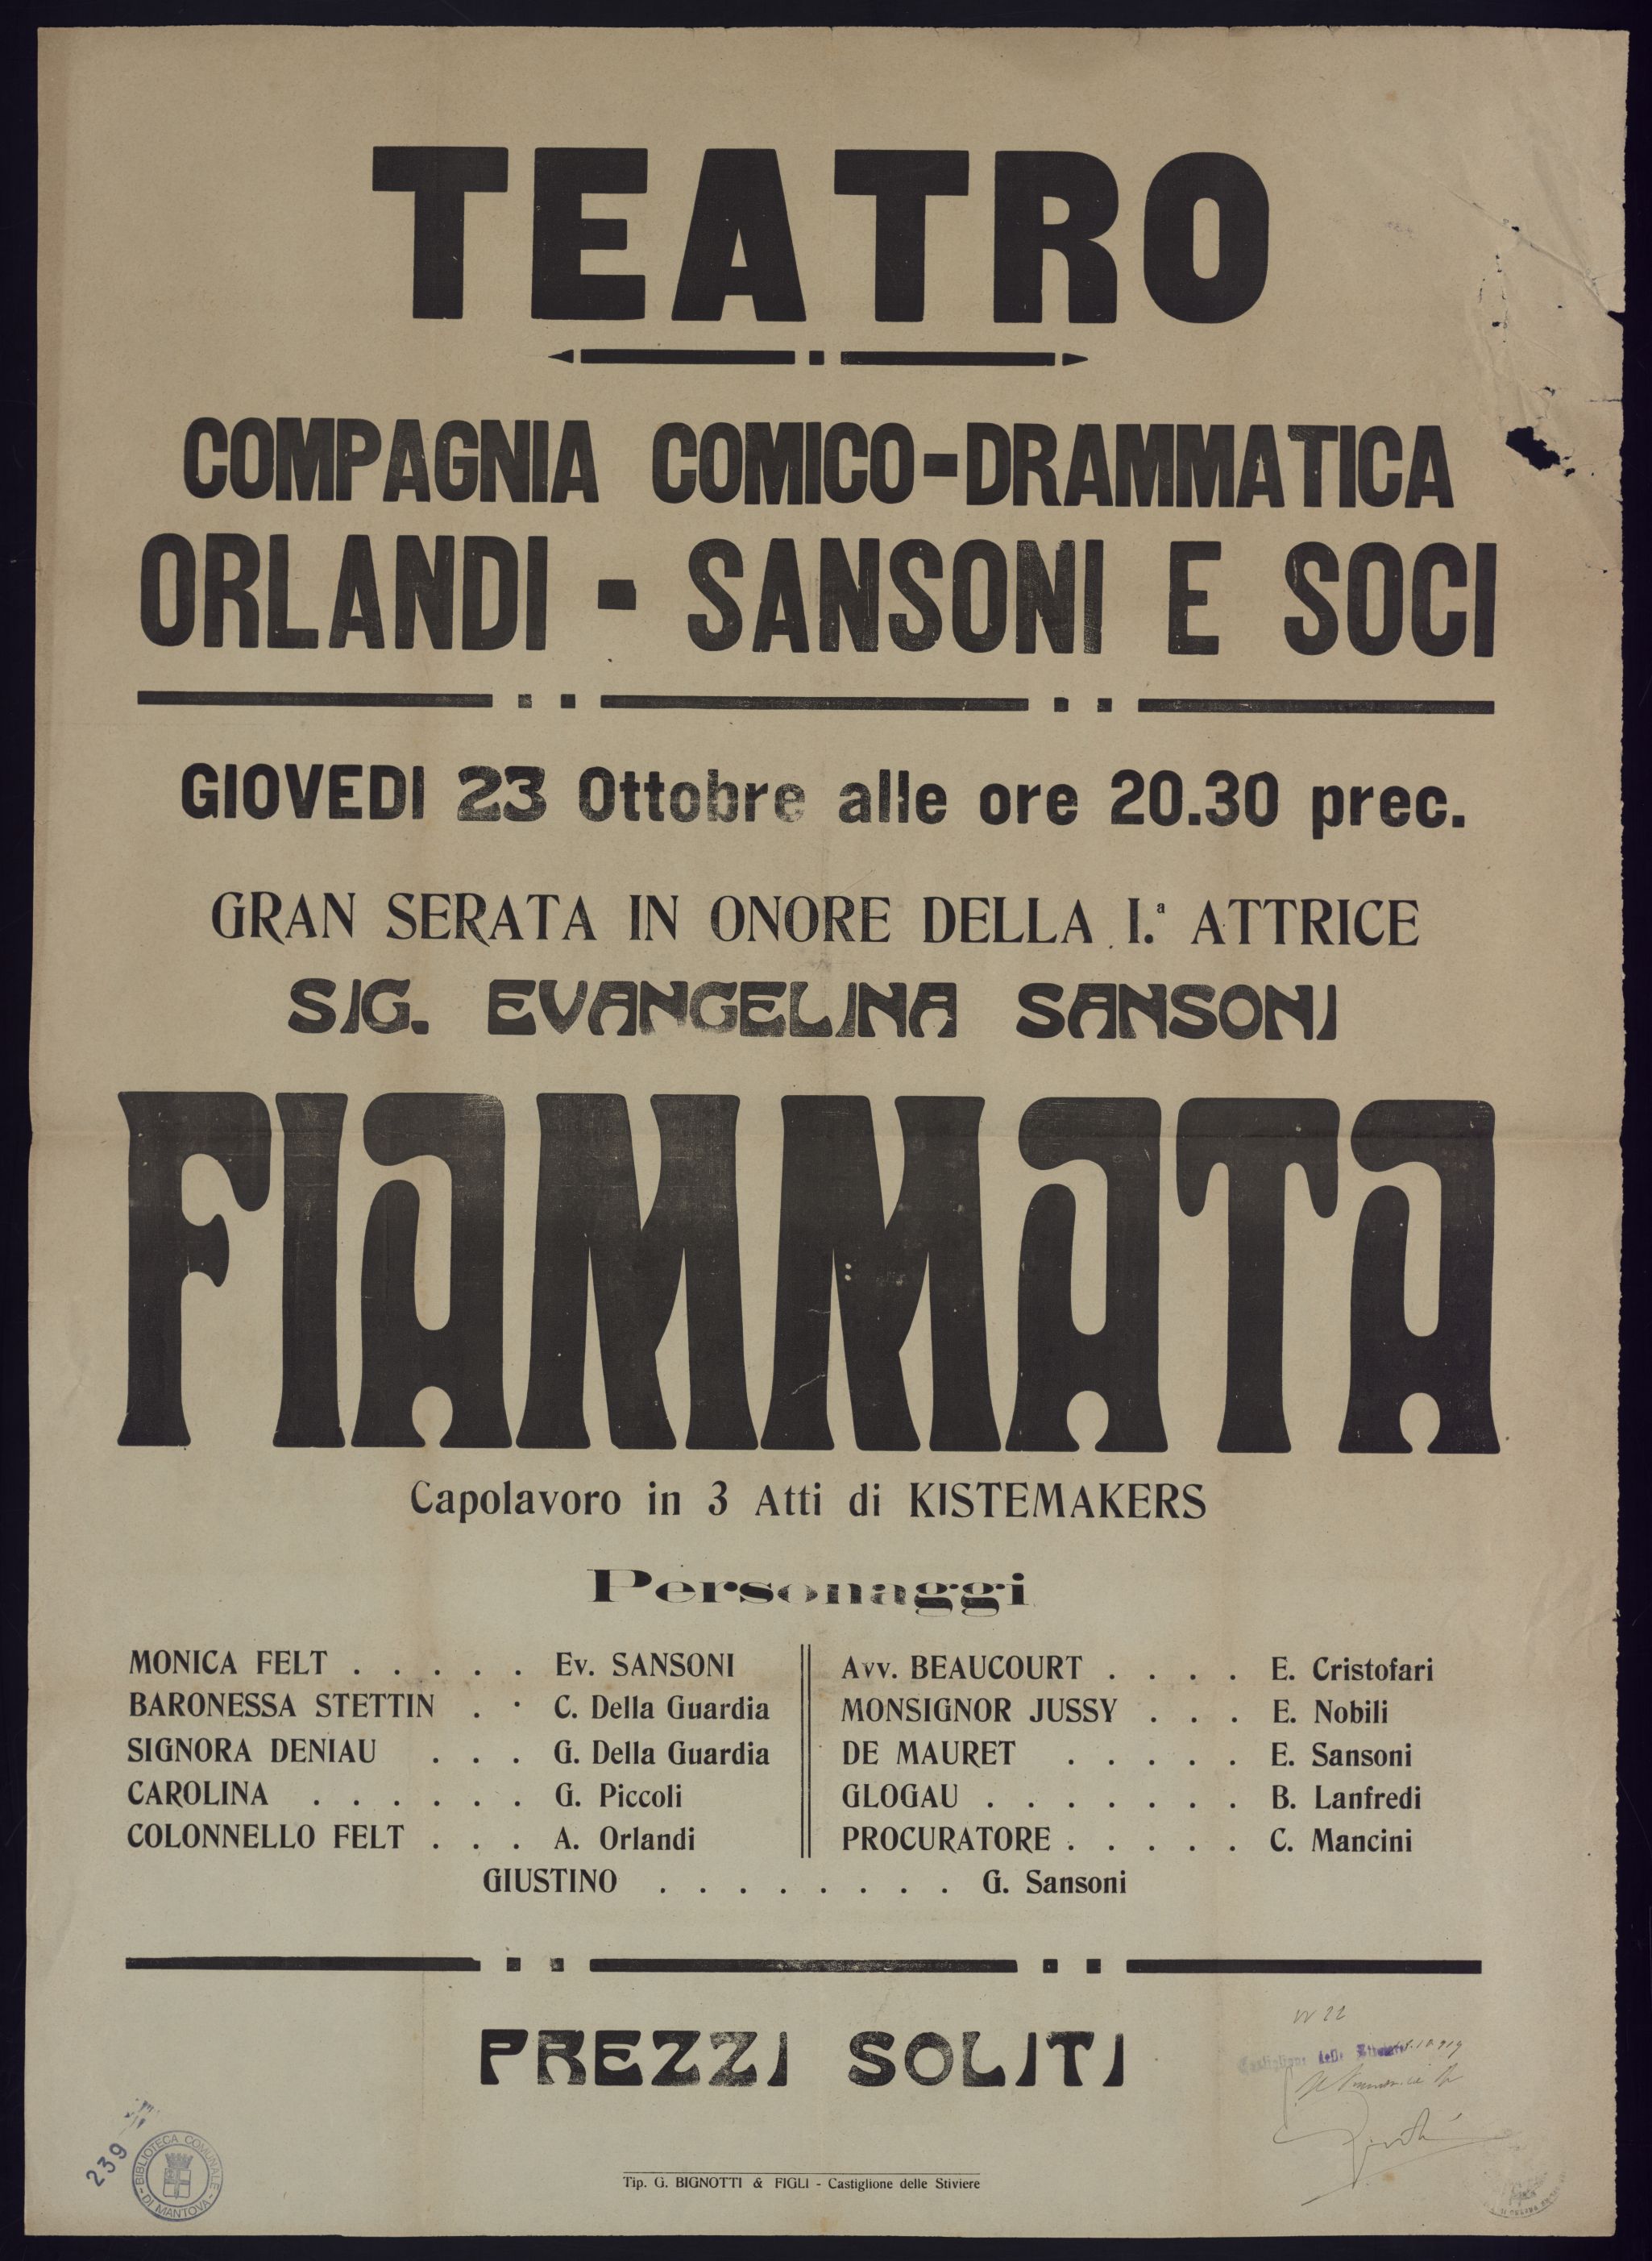 TEATRO
COMPAGNIA COMICO-DRAMMATICA
ORLANDI - SANSONI E SOCI
GIOVEDI 23 Ottobre alle ore 20.30 prec.
GRAN SERATA IN ONORE DELLA I.ª ATTRICE
SIG. EVANGELINA SANSONI
FIAMMATA
Capolavoro in 3 Atti di KISTEMAKERS
Personaggi
MONICA FELT . . . . . Ev. SANSONI
BARONESSA STETTIN . . C. Della Guardia
SIGNORA DENIAU . . . G. Della Guardia
CAROLINA . . . . . . G. Piccoli
COLONNELLO FELT . . . A. Orlandi
Avv. BEAUCOURT . . . . E. Cristofari
MONSIGNOR JUSSY . . . E. Nobili
DE MAURET . . . . . E. Sansoni
GLOGAU . . . . . . . B. Lanfredi
PROCURATORE . . . . . C. Mancini
GIUSTINO . . . . . . . . G. Sansoni
PREZZI SOLITI
Castiglione delle Stiviere
239
BIBLIOTECA COMUNALE
- DI MANTOVA -
Tip. G. BIGNOTTI & FIGLI - Castiglione delle Stiviere